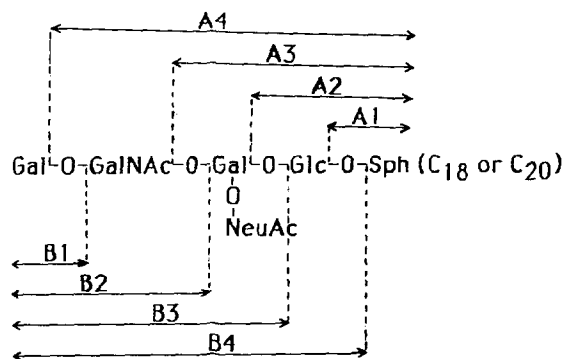 A4
A3
A2
A1
Gal-O-GalNAc-O-Gal-O-Glc-O-Sph (C18 or C20)
O
NeuAc
B1
B2
B3
B4